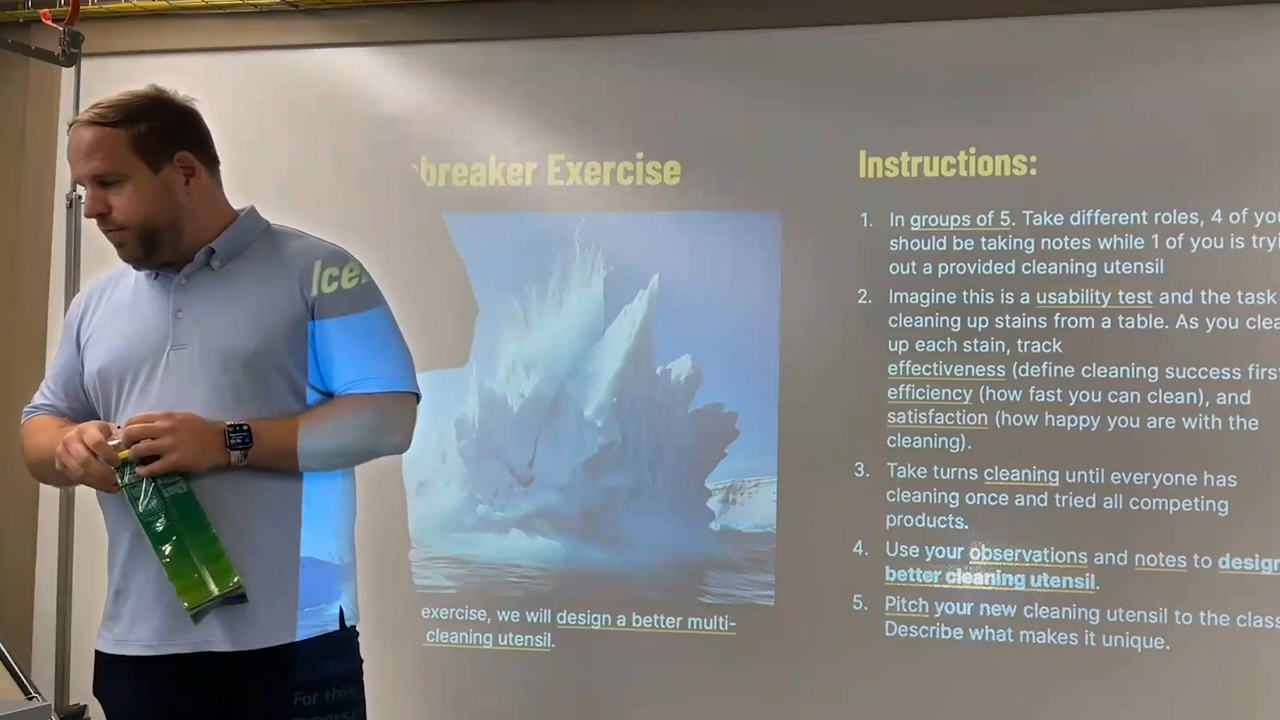 Icebreaker Exercise
For this
exercise, we will design a better multi-
cleaning utensil.
Instructions:
1. In groups of 5. Take different roles, 4 of you
should be taking notes while 1 of you is tryi
out a provided cleaning utensil
2. Imagine this is a usability test and the task
cleaning up stains from a table. As you clea
up each stain, track
effectiveness (define cleaning success firs
efficiency (how fast you can clean), and
satisfaction (how happy you are with the
cleaning).
3. Take turns cleaning until everyone has
cleaning once and tried all competing
products.
4. Use your observations and notes to design
better cleaning utensil.
5. Pitch your new cleaning utensil to the class
Describe what makes it unique.